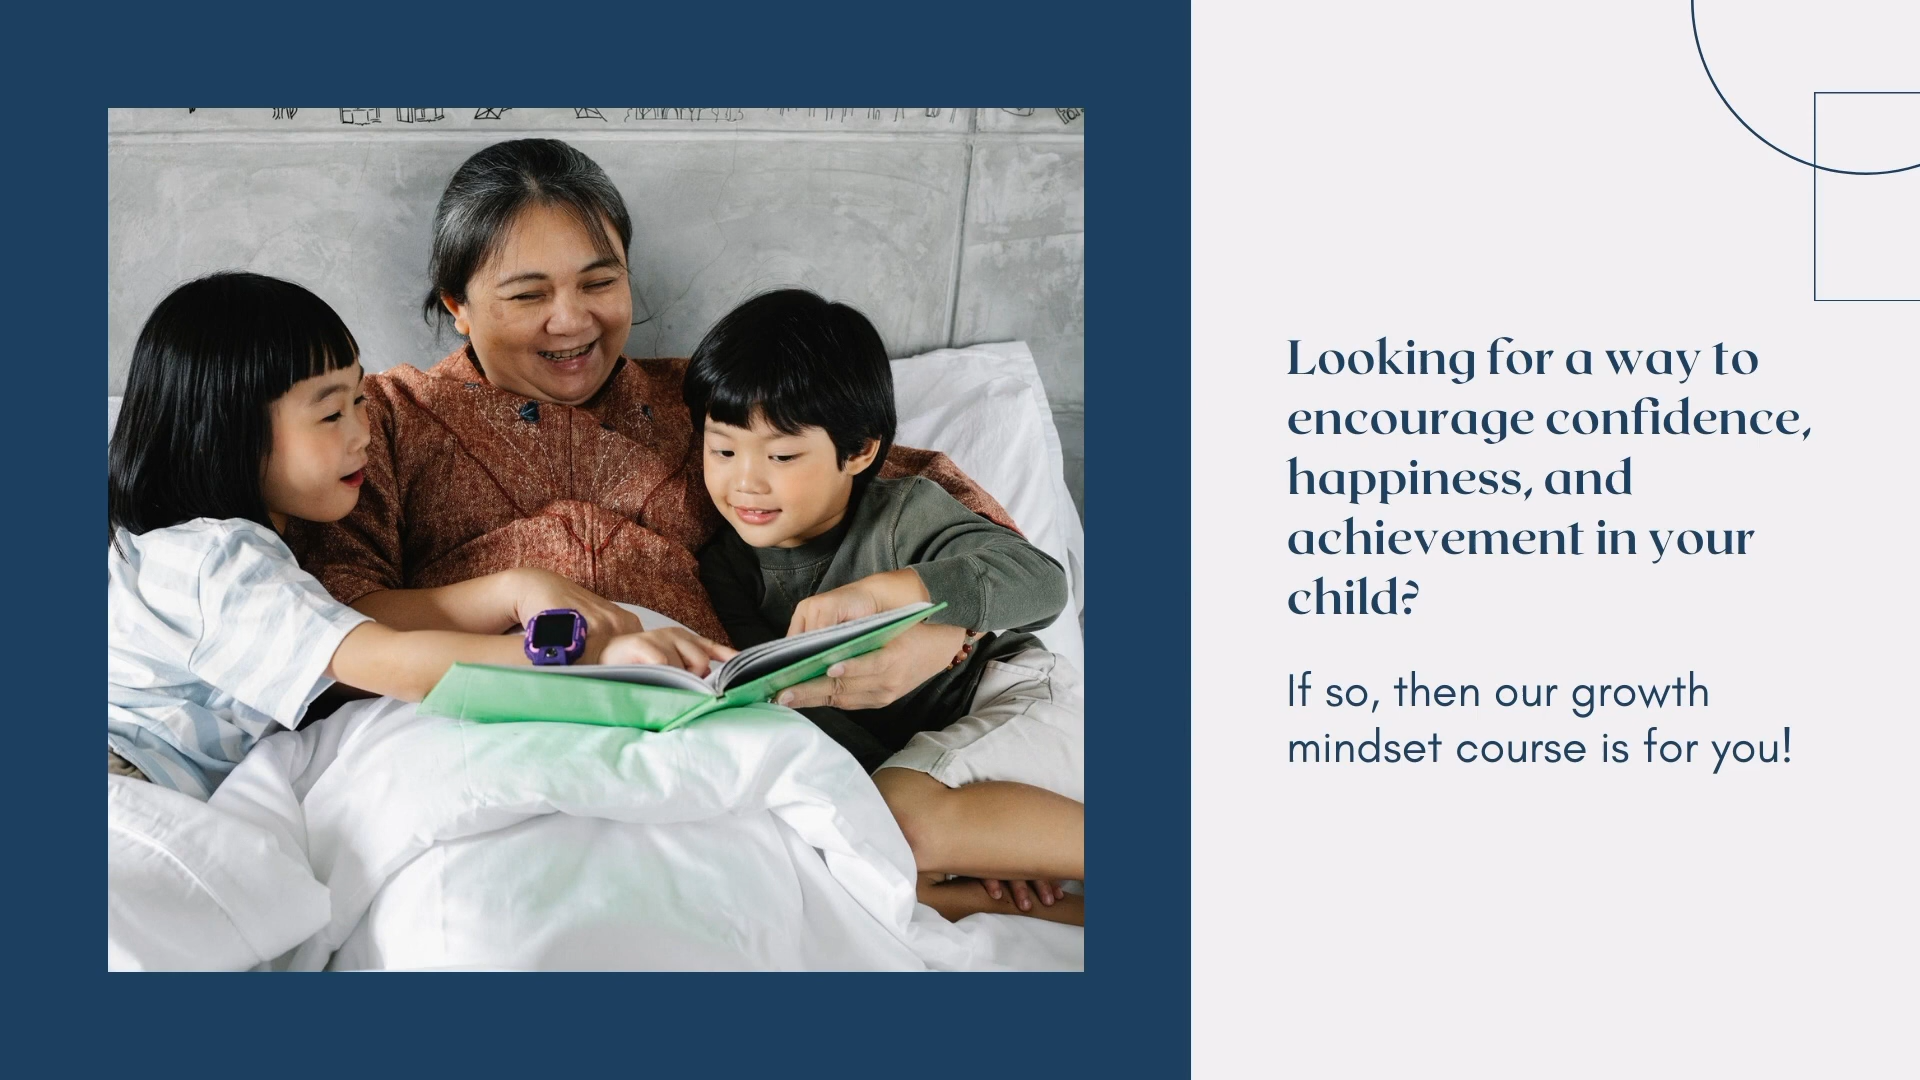 Looking for a way to
encourage confidence,
happiness, and
achievement in your
child?
If so, then our growth
mindset course is for you!